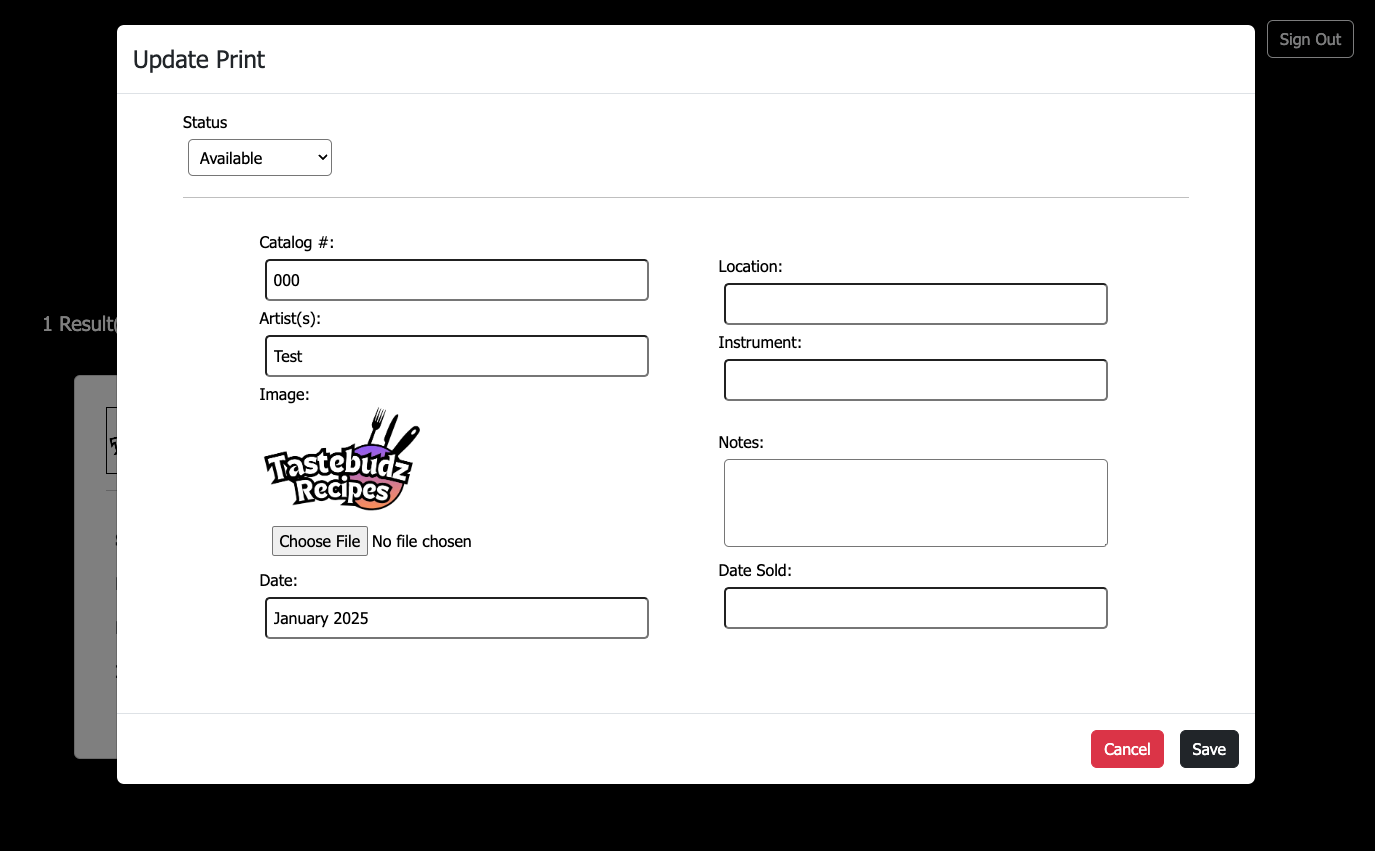 Update Print
Sign Out
Status
Available
Catalog #:
000
Artist(s):
Test
Image:
Tastebudz
Recipes
Choose File No file chosen
Date:
January 2025
Location:
Instrument:
Notes:
Date Sold:
1 Result(
Cancel
Save